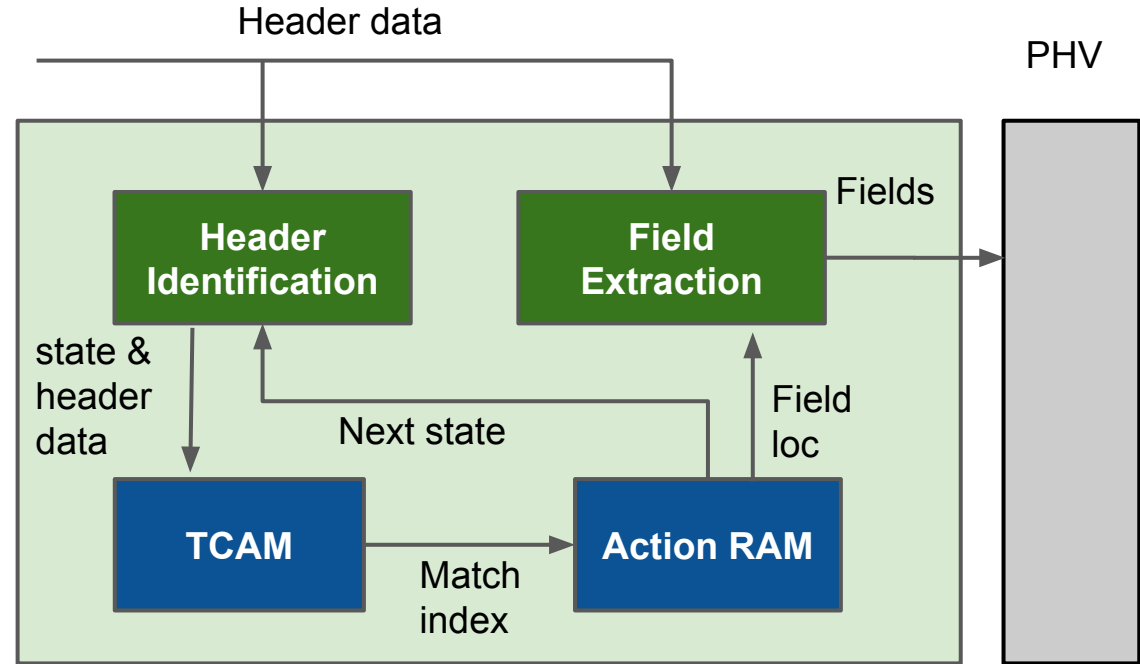 Header data
PHV
Header
Identification
Field
Extraction
Fields
state &
header
data
Next state
Field
loc
TCAM
Action RAM
Match
index